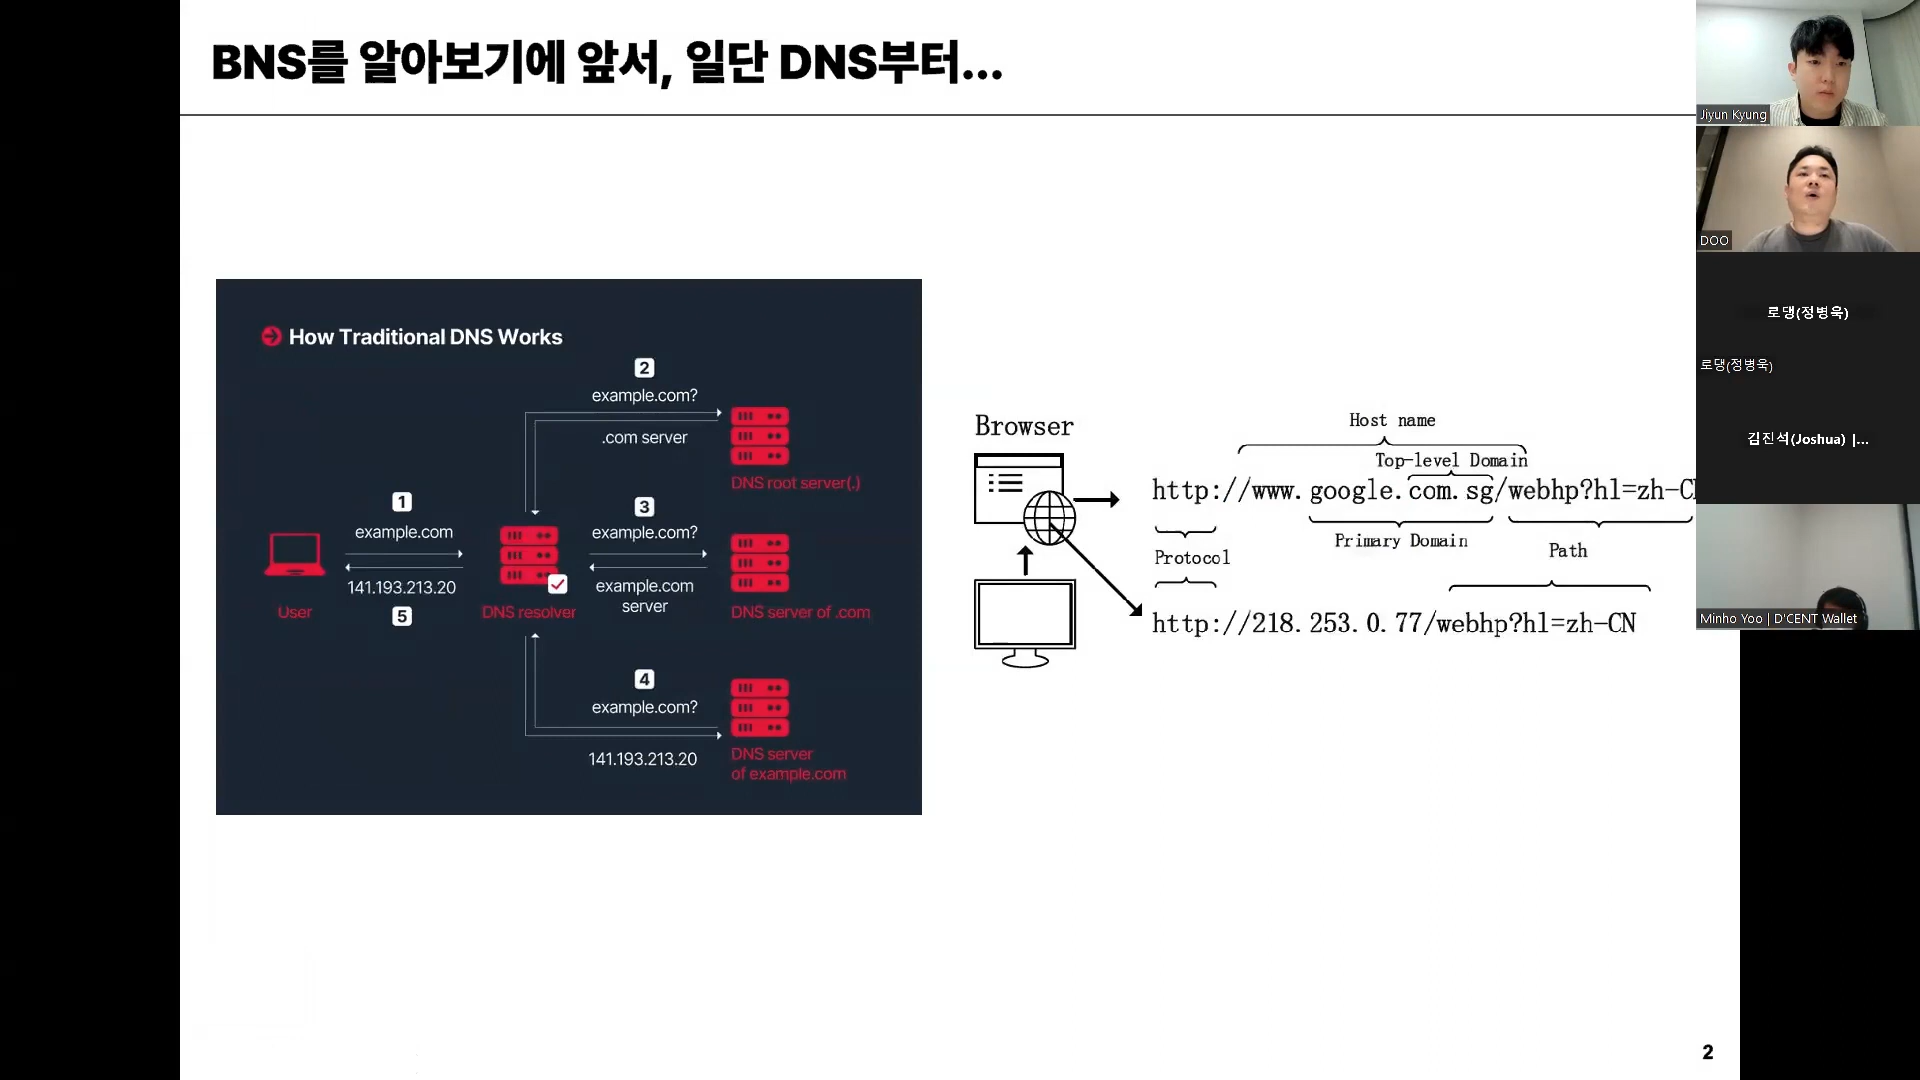 BNS를 알아보기에 앞서, 일단 DNS부터...
How Traditional DNS Works
2
example.com?
.com server
DNS root server(.)
1
example.com
141.193.213.20
5
User
DNS resolver
3
example.com?
example.com
server
DNS server of .com
4
example.com?
141.193.213.20
DNS server
of example.com
Browser
Host name
Top-level Domain
http://www.google.com.sg/webhp?hl=zh-C
Protocol
Primary Domain
Path
http://218.253.0.77/webhp?hl=zh-CN
2
Jiyun Kyung
DOO
로댕(정병욱)
로댕(정병욱)
김진석(Joshua) |...
Minho Yoo | D'CENT Wallet